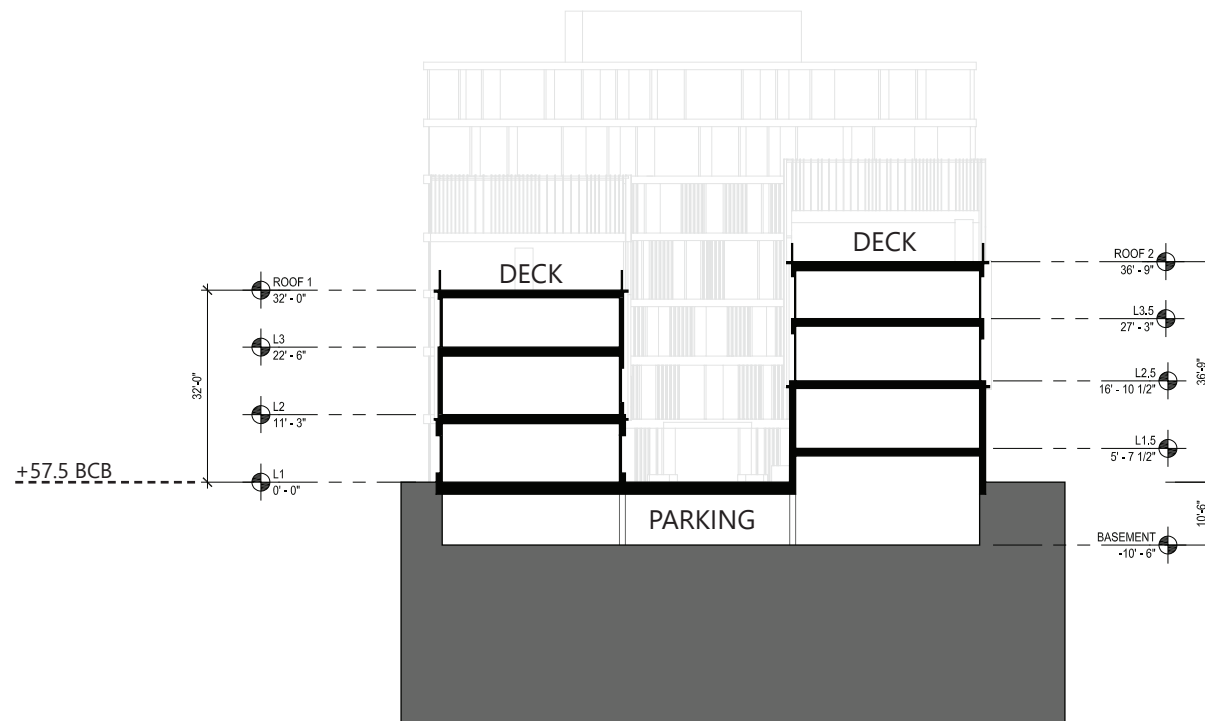 DECK
DECK
ROOF 1
32' - 0"
L3
22' - 6"
32'-0"
L2
11' - 3"
+57.5 BCB
L1
0' - 0"
PARKING
ROOF 2
36' - 9"
L3.5
27' - 3"
36'-9"
L2.5
16' - 10 1/2"
L1.5
5' - 7 1/2"
10'-6"
BASEMENT
-10' - 6"